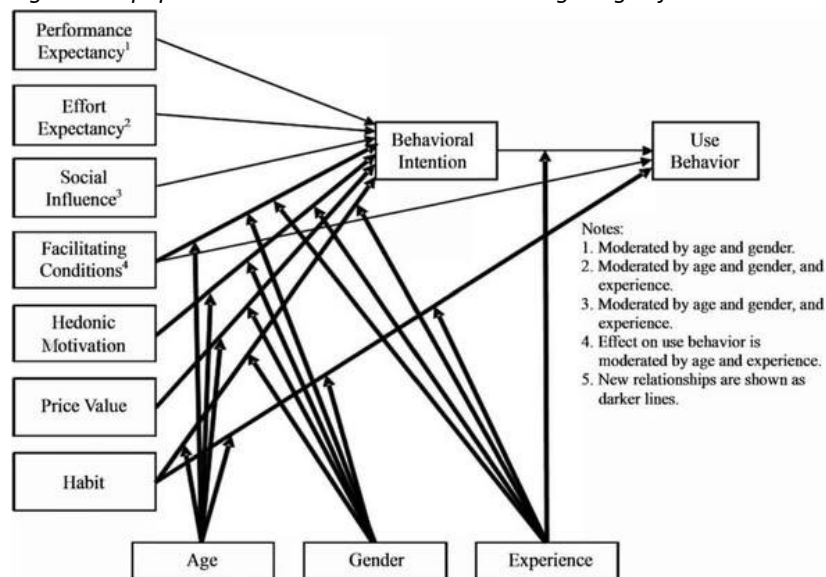 Performance
Expectancy1
Effort
Expectancy2
Social
Influence3
Facilitating
Conditions4
Hedonic
Motivation
Price Value
Habit
Behavioral
Intention
Use
Behavior
Notes:
1. Moderated by age and gender.
2. Moderated by age and gender, and
experience.
3. Moderated by age and gender, and
experience.
4. Effect on use behavior is
moderated by age and experience.
5. New relationships are shown as
darker lines.
Age
Gender
Experience